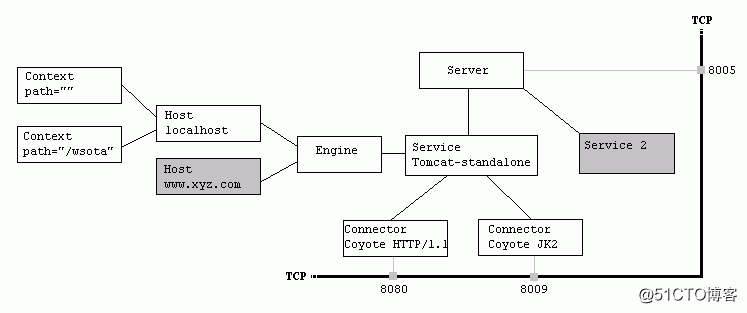 TCP
Server
8005
Context
path=""
Host
localhost
Context
path="/wsota"
Engine
Service
Tomcat-standalone
Service 2
Host
www.xyz.com
Connector
Coyote HTTP/1.1
Connector
Coyote JK2
TCP
8080
8009
@51CTO博客